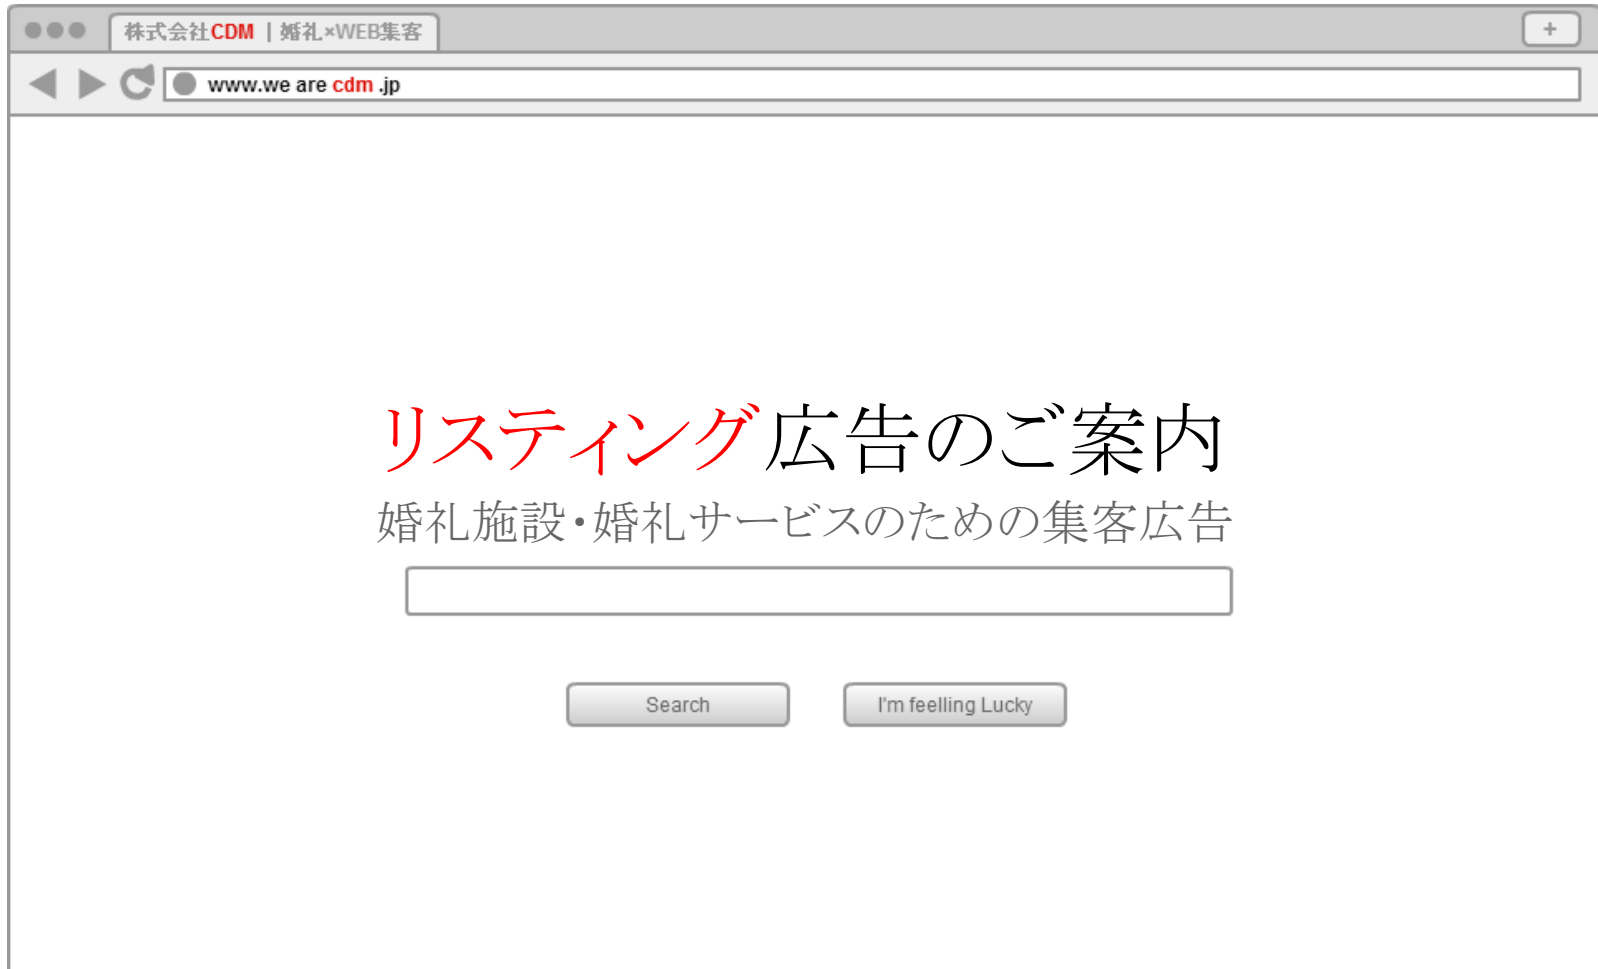 株式会社CDM | 婚礼×WEB集客
+
www.we are cdm .jp
リスティング広告のご案内
婚礼施設・婚礼サービスのための集客広告
Search
I'm feelling Lucky